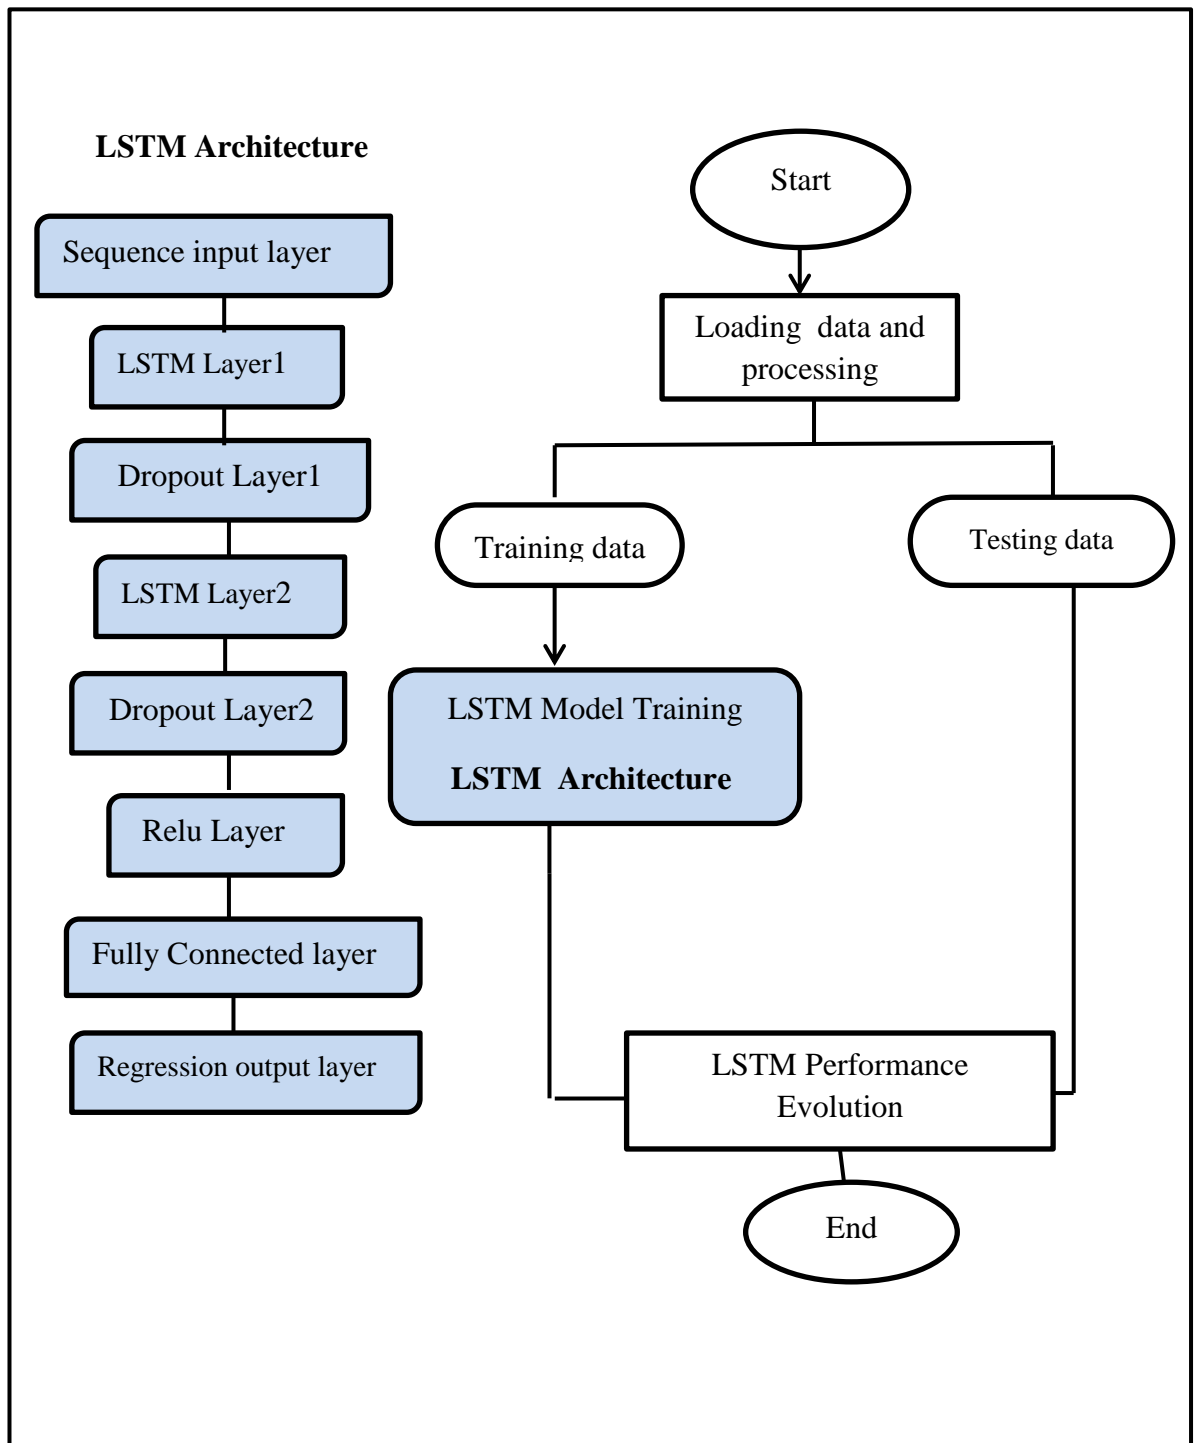 LSTM Architecture
Sequence input layer
LSTM Layer1
Dropout Layer1
LSTM Layer2
Dropout Layer2
Relu Layer
Fully Connected layer
Regression output layer
Start
Loading data and
processing
Training data
Testing data
LSTM Model Training
LSTM Architecture
LSTM Performance
Evolution
End